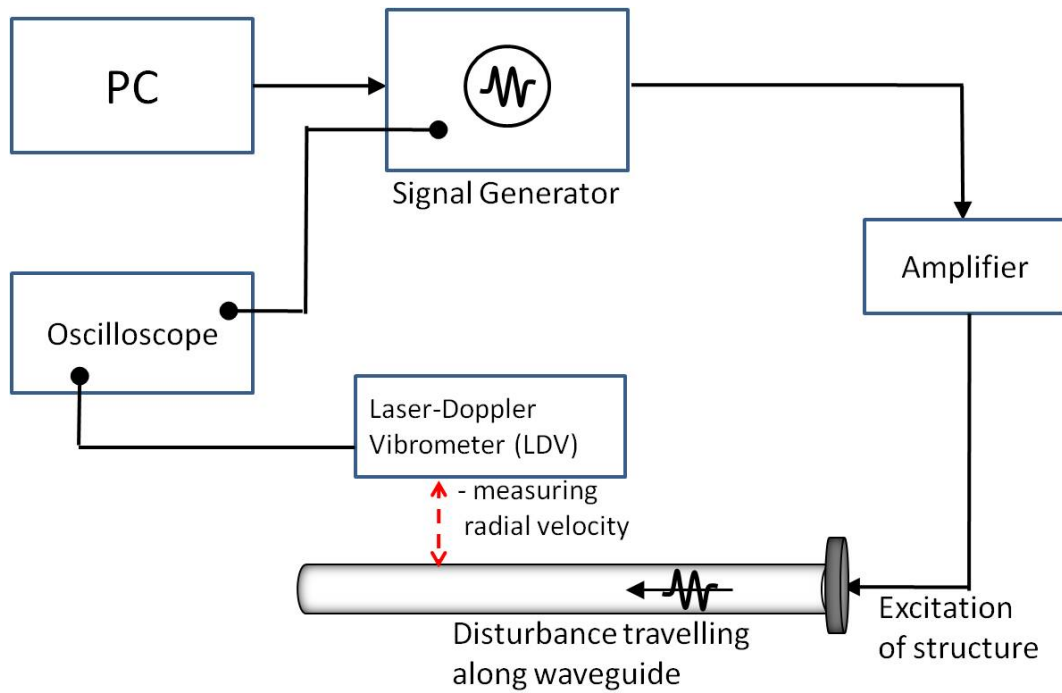 PC
Signal Generator
Amplifier
Oscilloscope
Laser-Doppler
Vibrometer (LDV)
- measuring
radial velocity
Disturbance travelling
along waveguide
Excitation
of structure